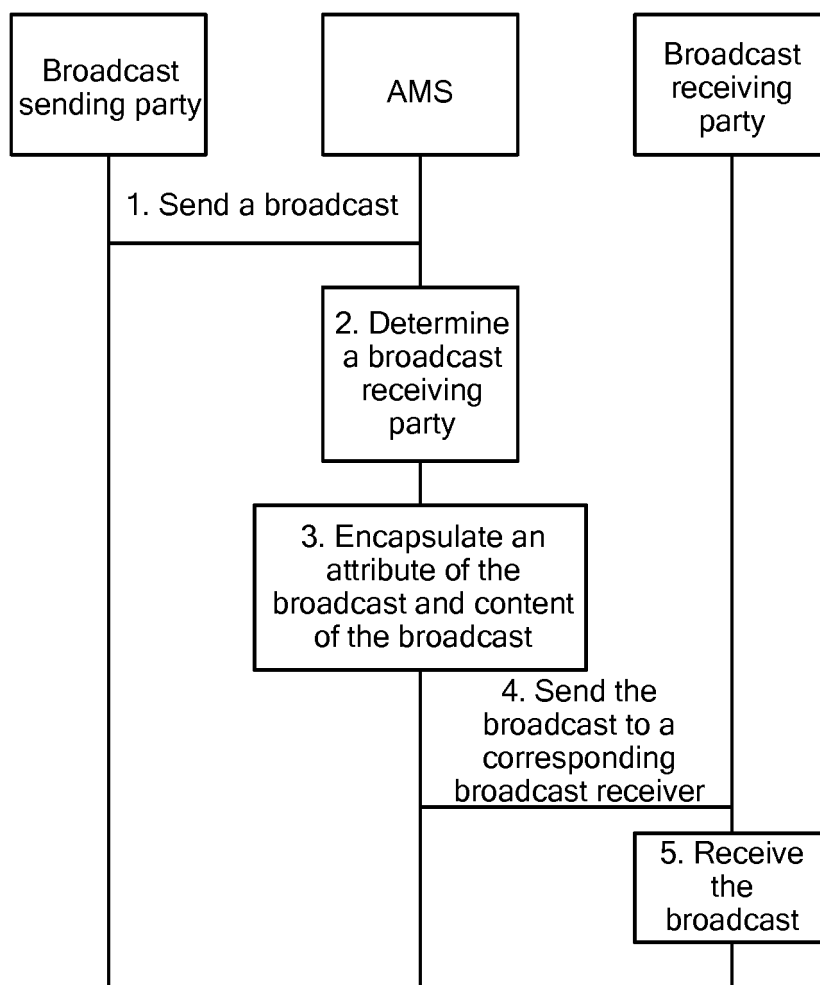 Broadcast
sending party
AMS
Broadcast
receiving
party
1. Send a broadcast
2. Determine
a broadcast
receiving
party
3. Encapsulate an
attribute of the
broadcast and content
of the broadcast
4. Send the
broadcast to a
corresponding
broadcast receiver
5. Receive
the
broadcast